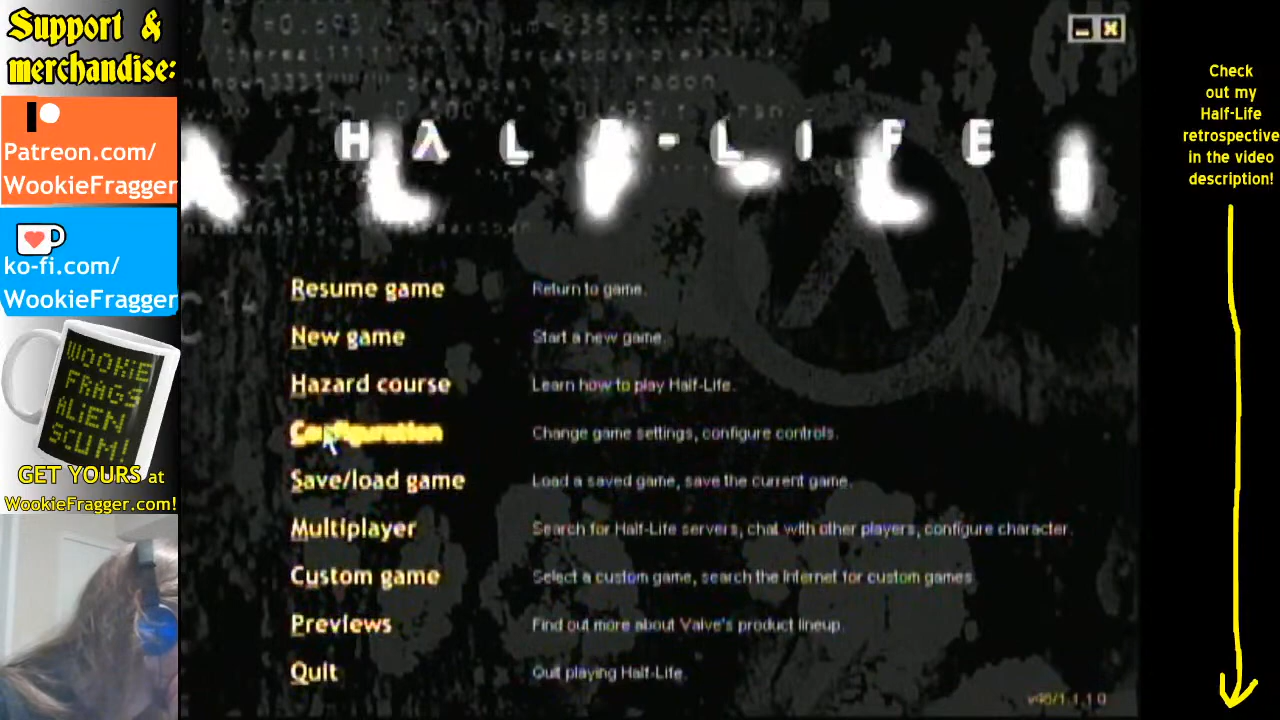 Support &
merchandise:
Patreon.com/
WookieFragger
ko-fi.com/
WookieFragger
WOOKIE
FRAGS
ALIEN
SCUM!
GET YOURS at
WookieFragger.com!
HALF-LIFE
Resume game Return to game.
New game Start a new game.
Hazard course Learn how to play Half-Life.
Configuration Change game settings, configure controls.
Save/load game Load a saved game, save the current game.
Multiplayer Search for Half-Life servers, chat with other players, configure character.
Custom game Select a custom game, search the Internet for custom games.
Previews Find out more about Valve's product lineup.
Quit Quit playing Half-Life.
Check
out my
Half-Life
retrospective
in the video
description!